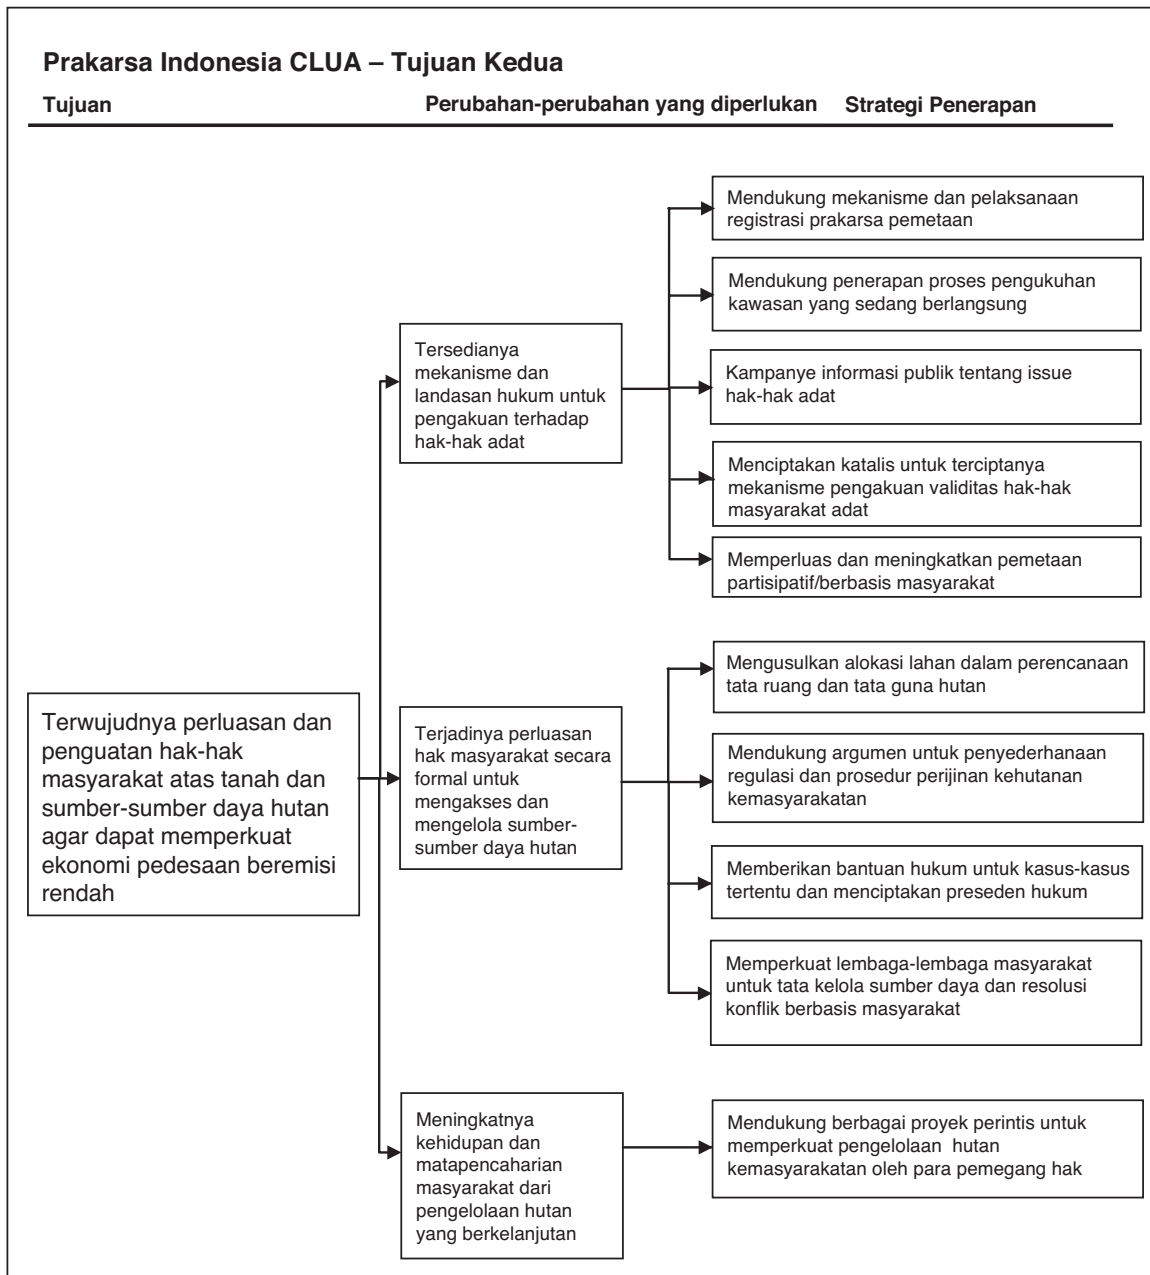 Prakarsa Indonesia CLUA – Tujuan Kedua
Tujuan
Perubahan-perubahan yang diperlukan
Strategi Penerapan
Terwujudnya perluasan dan
penguatan hak-hak
masyarakat atas tanah dan
sumber-sumber daya hutan
agar dapat memperkuat
ekonomi pedesaan beremisi
rendah
Tersedianya
mekanisme dan
landasan hukum untuk
pengakuan terhadap
hak-hak adat
Mendukung mekanisme dan pelaksanaan
registrasi prakarsa pemetaan
Mendukung penerapan proses pengukuhan
kawasan yang sedang berlangsung
Kampanye informasi publik tentang issue
hak-hak adat
Menciptakan katalis untuk terciptanya
mekanisme pengakuan validitas hak-hak
masyarakat adat
Memperluas dan meningkatkan pemetaan
partisipatif/berbasis masyarakat
Terjadinya perluasan
hak masyarakat secara
formal untuk
mengakses dan
mengelola sumber-
sumber daya hutan
Mengusulkan alokasi lahan dalam perencanaan
tata ruang dan tata guna hutan
Mendukung argumen untuk penyederhanaan
regulasi dan prosedur perijinan kehutanan
kemasyarakatan
Memberikan bantuan hukum untuk kasus-kasus
tertentu dan menciptakan preseden hukum
Memperkuat lembaga-lembaga masyarakat
untuk tata kelola sumber daya dan resolusi
konflik berbasis masyarakat
Meningkatnya
kehidupan dan
matapencaharian
masyarakat dari
pengelolaan hutan
yang berkelanjutan
Mendukung berbagai proyek perintis untuk
memperkuat pengelolaan hutan
kemasyarakatan oleh para pemegang hak